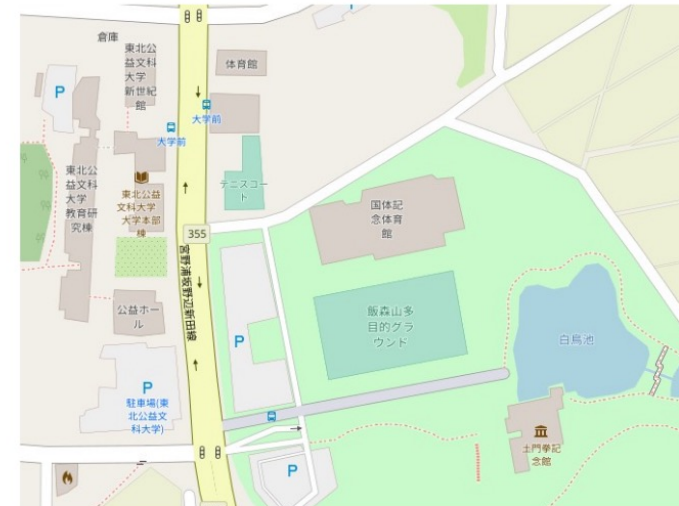 倉庫
東北公
益文科
大学
新世紀
館
体育館
P
P
大学前
大学前
東北公
益文科
大学
教育研
究棟
東北公益
文科大学
大学本部
棟
テニスコー
ト
国体記
念体育
館
355
宮野浦坂野辺新田線
公益ホー
ル
飯森山多
目的グラ
ウンド
白鳥池
P
P
駐車場(東
北公益文
科大学)
土門拳記
念館
P